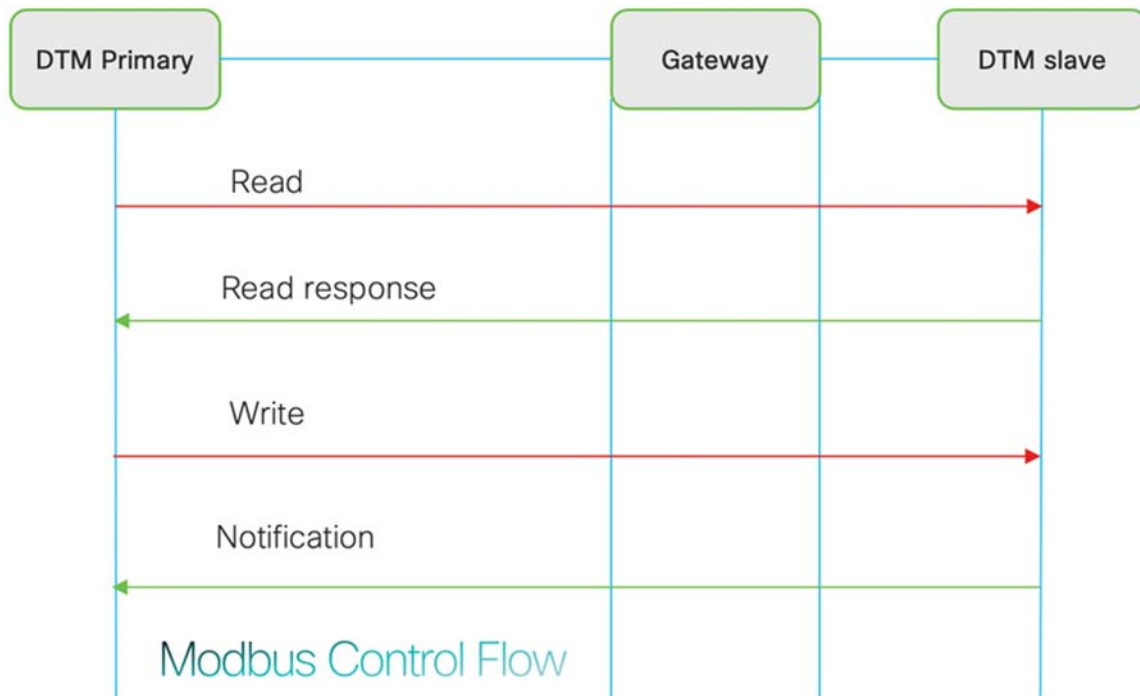 DTM Primary
Gateway
DTM slave
Read
Read response
Write
Notification
Modbus Control Flow